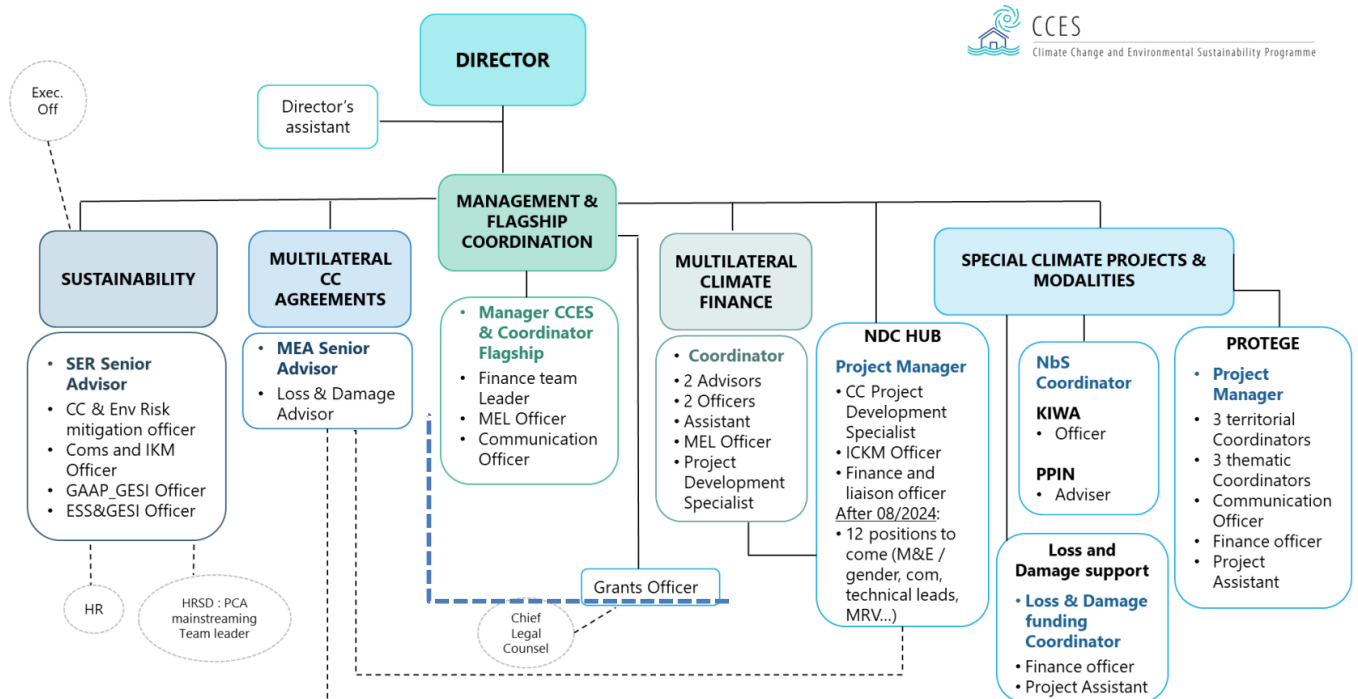 CCES
Climate Change and Environmental Sustainability Programme
DIRECTOR
Exec.
Off
Director's
assistant
MANAGEMENT &
FLAGSHIP
COORDINATION
SUSTAINABILITY
MULTILATERAL
CC
AGREEMENTS
MULTILATERAL
CLIMATE
FINANCE
SPECIAL CLIMATE PROJECTS &
MODALITIES
• SER Senior
Advisor
• CC & Env Risk
mitigation officer
• Coms and IKM
Officer
• GAAP_GESI Officer
• ESS&GESI Officer
• MEA Senior
Advisor
• Loss & Damage
Advisor
• Manager CCES
& Coordinator
Flagship
• Finance team
Leader
• MEL Officer
• Communication
Officer
• Coordinator
• 2 Advisors
• 2 Officers
• Assistant
• MEL Officer
• Project
Development
Specialist
NDC HUB
Project Manager
• CC Project
Development
Specialist
• ICKM Officer
• Finance and
liaison officer
After 08/2024:
• 12 positions to
come (M&E /
gender, com,
technical leads,
MRV...)
NbS
Coordinator
KIWA
• Officer
PPIN
• Adviser
PROTEGE
• Project
Manager
• 3 territorial
Coordinators
• 3 thematic
Coordinators
• Communication
Officer
• Finance officer
• Project
Assistant
Loss and
Damage support
• Loss & Damage
funding
Coordinator
• Finance officer
• Project Assistant
Grants Officer
Chief
Legal
Counsel
HR
HRSD : PCA
mainstreaming
Team leader